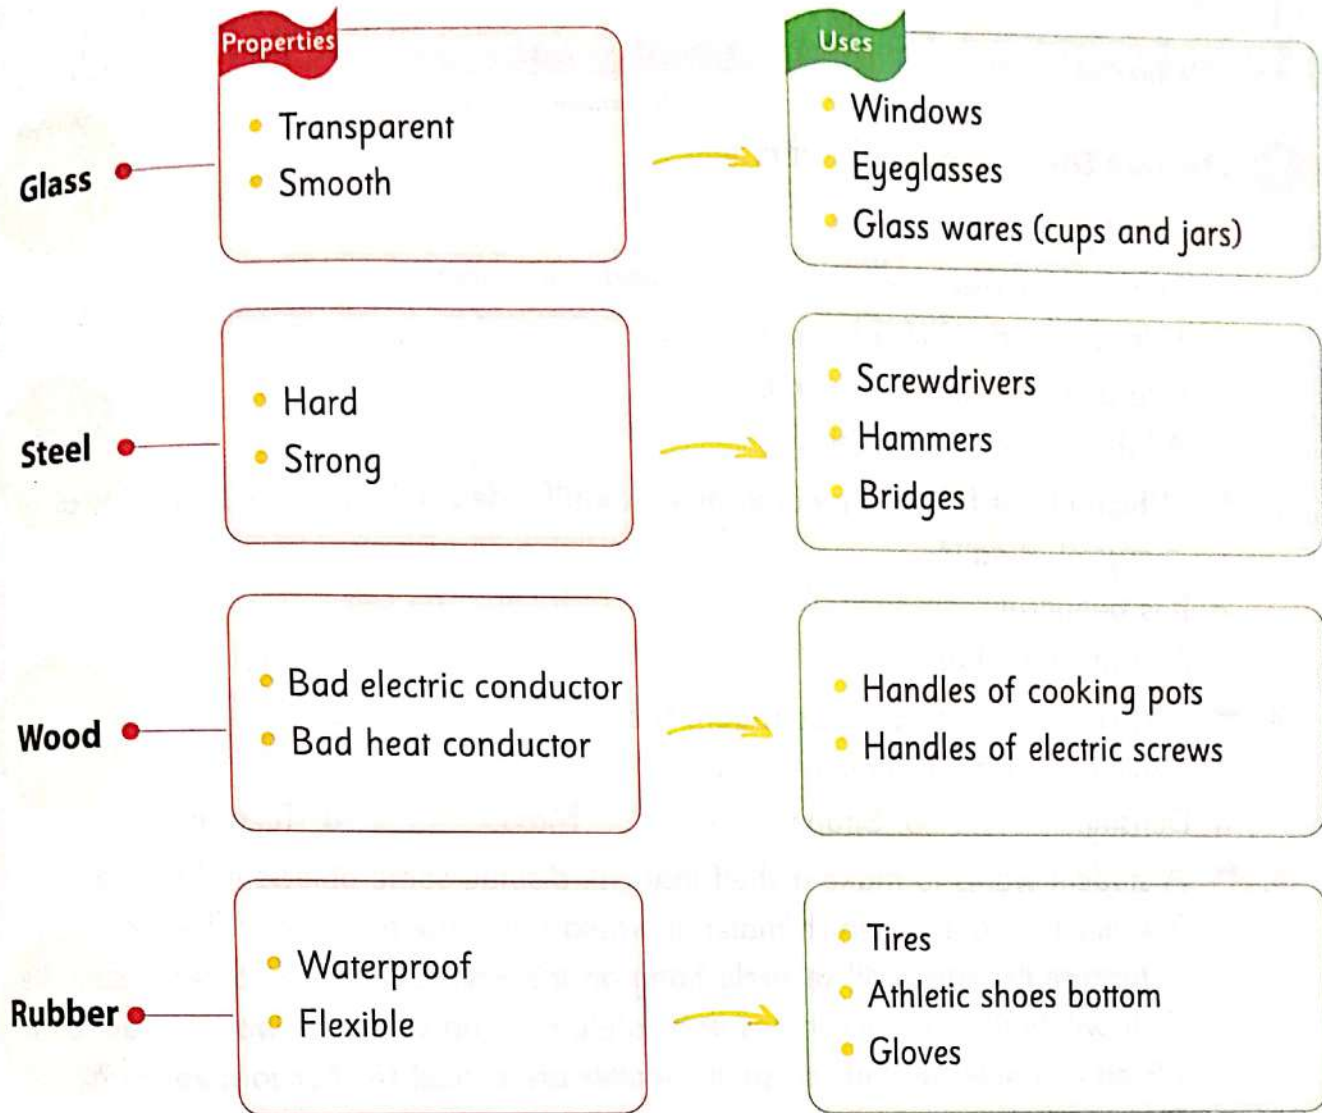 Properties
Uses
Glass
Transparent
Smooth
Windows
Eyeglasses
Glass wares (cups and jars)
Steel
Hard
Strong
Screwdrivers
Hammers
Bridges
Wood
Bad electric conductor
Bad heat conductor
Handles of cooking pots
Handles of electric screws
Rubber
Waterproof
Flexible
Tires
Athletic shoes bottom
Gloves